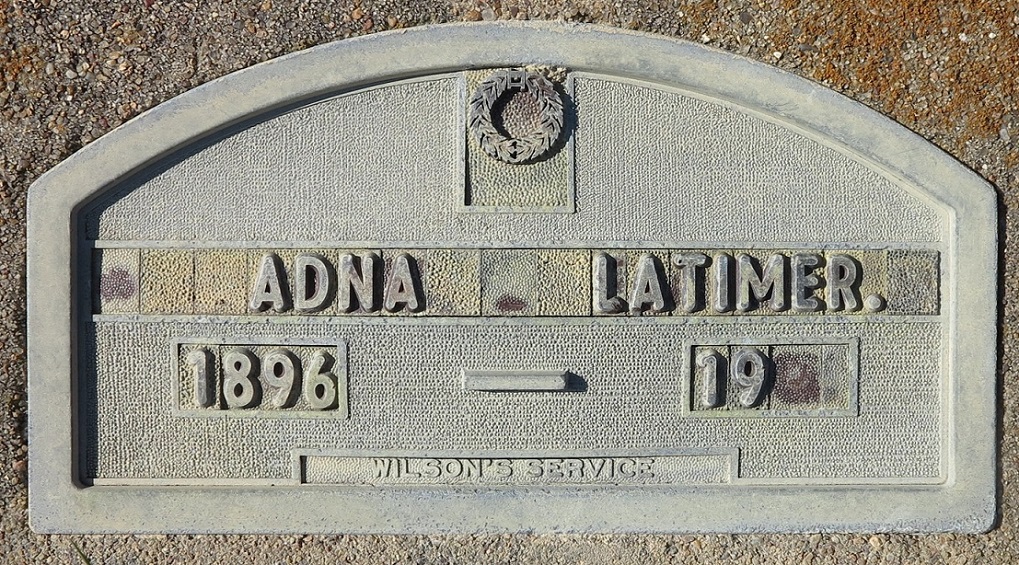 ADNA LATIMER.
1896 — 19
WILSON'S SERVICE